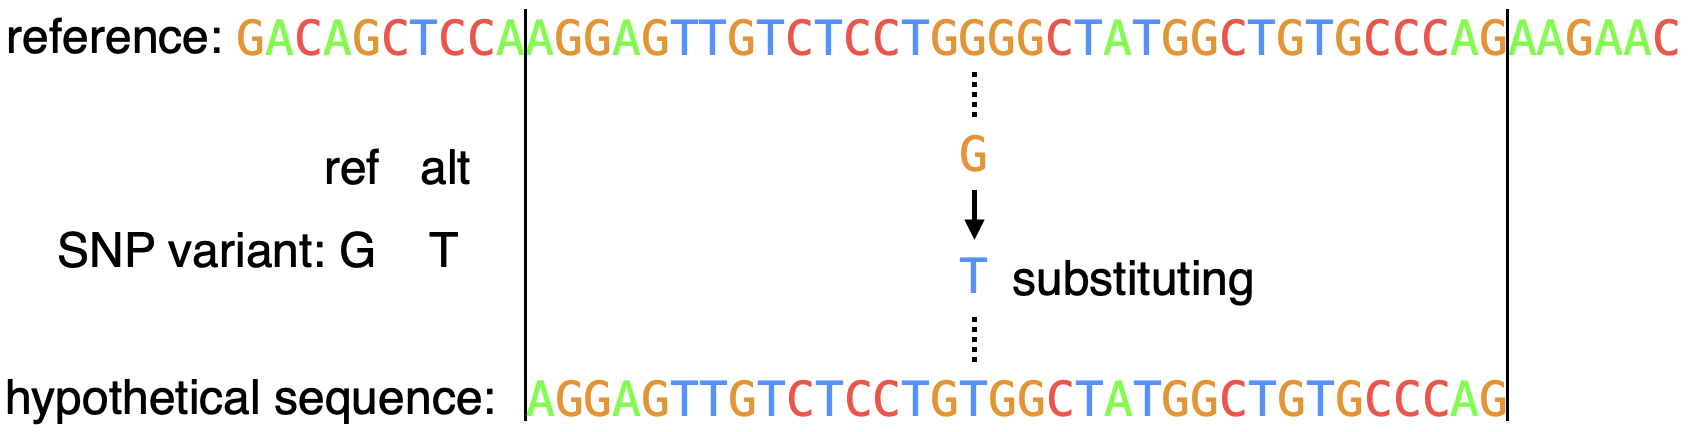 reference: GACAGCTCCAAGGAGTTGTCTCCTGGGGCTATGGCTGTGCCCAGAAGAAC
G
ref alt
SNP variant: G T
T substituting
hypothetical sequence: AGGAGTTGTCTCCTGTGGCTATGGCTGTGCCCAG